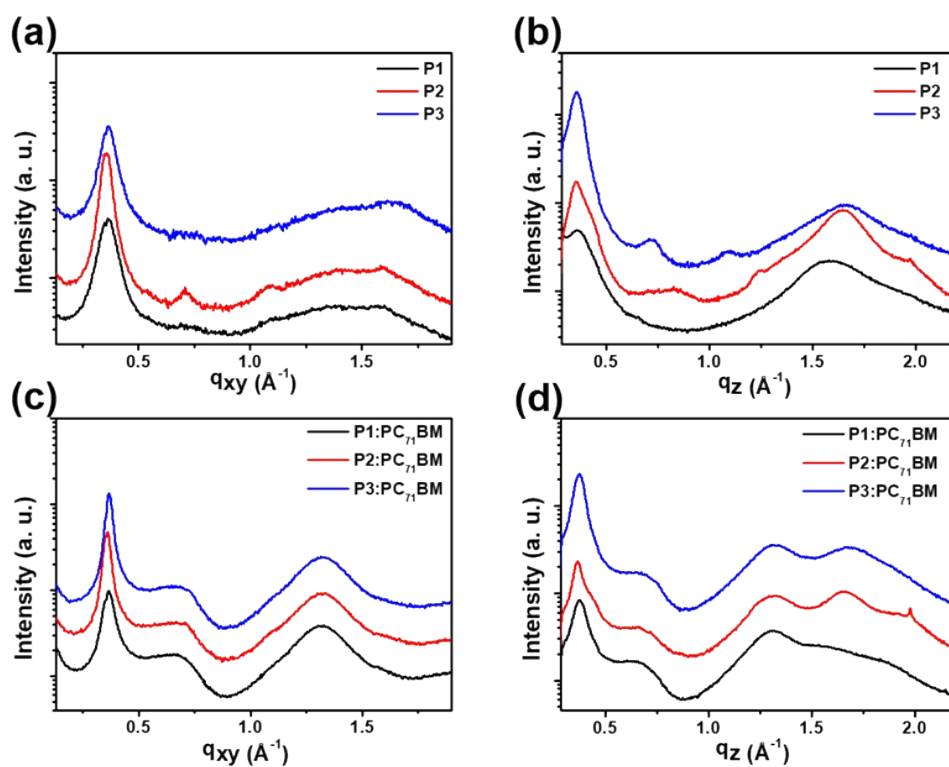 (a)
P1
P2
P3
Intensity (a. u.)
0.5 1.0 1.5
qxy (Å⁻¹)
(b)
P1
P2
P3
Intensity (a. u.)
0.5 1.0 1.5 2.0
qz (Å⁻¹)
(c)
P1:PC₇₁BM
P2:PC₇₁BM
P3:PC₇₁BM
Intensity (a. u.)
0.5 1.0 1.5
qxy (Å⁻¹)
(d)
P1:PC₇₁BM
P2:PC₇₁BM
P3:PC₇₁BM
Intensity (a. u.)
0.5 1.0 1.5 2.0
qz (Å⁻¹)